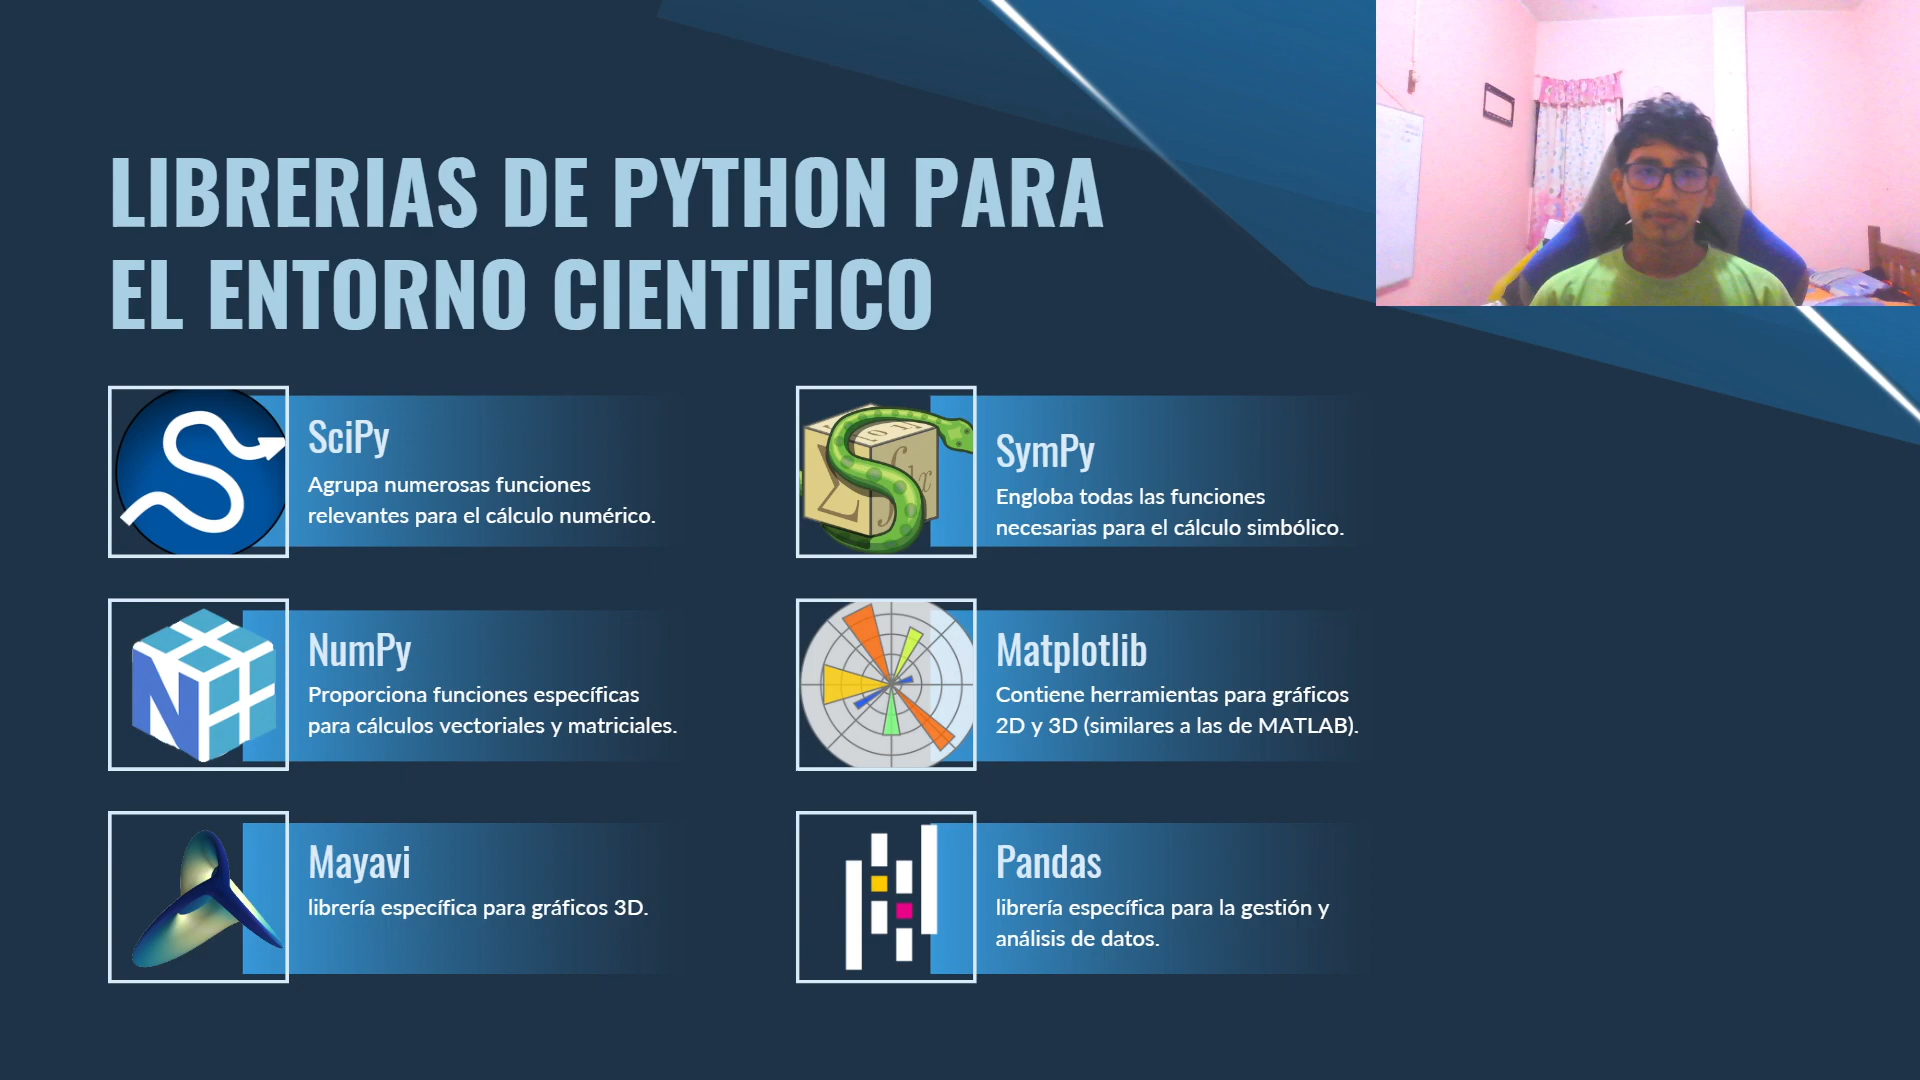 LIBRERIAS DE PYTHON PARA
EL ENTORNO CIENTIFICO
SciPy
Agrupa numerosas funciones
relevantes para el cálculo numérico.
SymPy
Engloba todas las funciones
necesarias para el cálculo simbólico.
NumPy
Proporciona funciones específicas
para cálculos vectoriales y matriciales.
Matplotlib
Contiene herramientas para gráficos
2D y 3D (similares a las de MATLAB).
Mayavi
librería específica para gráficos 3D.
Pandas
librería específica para la gestión y
análisis de datos.